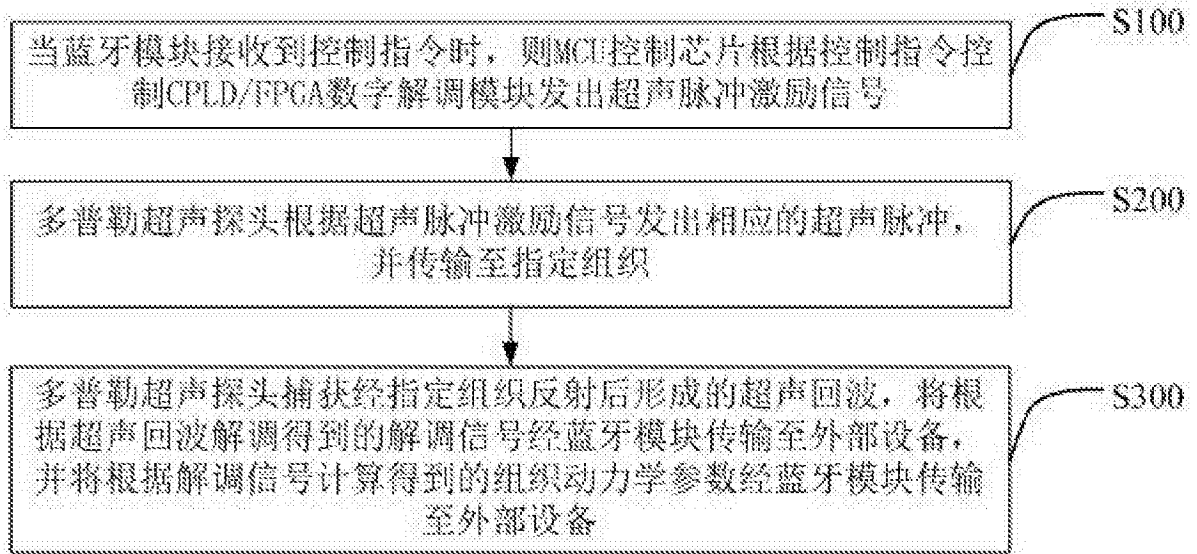 当蓝牙模块接收到控制指令时，则MCU控制芯片根据控制指令控
制CPLD/FPGA数字解调模块发出超声脉冲激励信号
S100
多普勒超声探头根据超声脉冲激励信号发出相应的超声脉冲，
并传输至指定组织
S200
多普勒超声探头捕获经指定组织反射后形成的超声回波，将根
据超声回波解调得到的解调信号经蓝牙模块传输至外部设备，
并将根据解调信号计算得到的组织动力学参数经蓝牙模块传输
至外部设备
S300